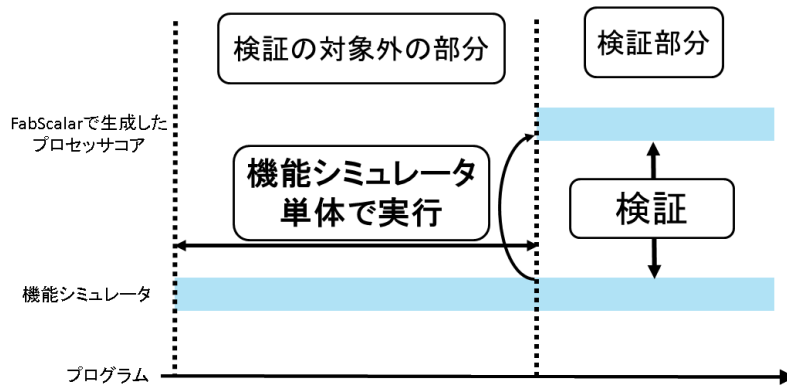 検証の対象外の部分
検証部分
FabScalarで生成した
プロセッサコア
機能シミュレータ
単体で実行
検証
機能シミュレータ
プログラム